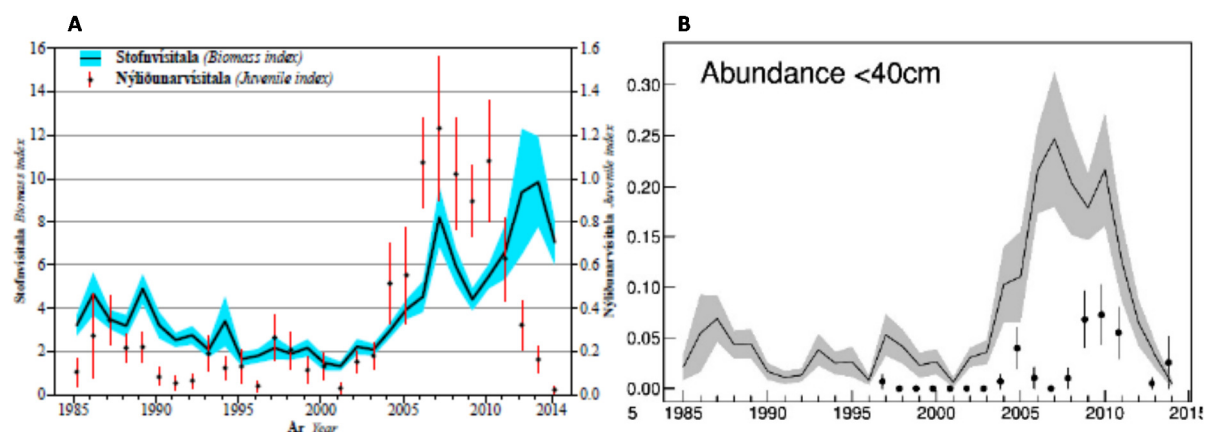 A
Stofnvísitala (Biomass index)
Nýliðunarvísitala (Juvenile index)
16
14
12
10
8
6
4
2
0
Stofnvísitala Biomass index
1.6
1.4
1.2
1.0
0.8
0.6
0.4
0.2
0.0
Nýliðunarvísitala Juvenile index
1985 1990 1995 2000 2005 2010 2014
Ár Year
B
Abundance <40cm
0.30
0.25
0.20
0.15
0.10
0.05
0.00
5 1985 1990 1995 2000 2005 2010 2015